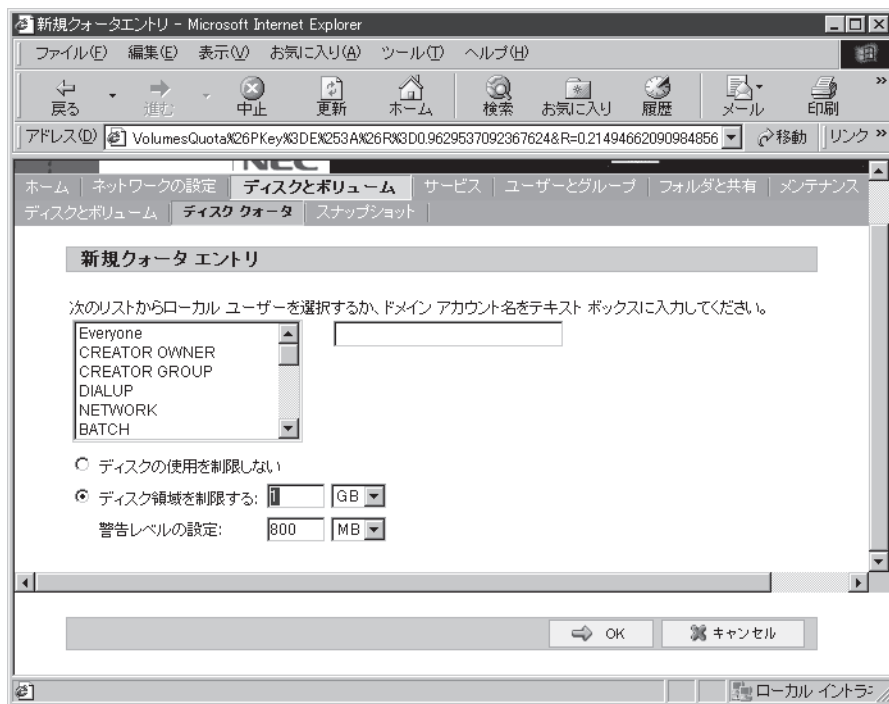 新規クォータエントリ - Microsoft Internet Explorer
ファイル(F) 編集(E) 表示(V) お気に入り(A) ツール(T) ヘルプ(H)
戻る 進む 中止 更新 ホーム 検索 お気に入り 履歴 メール 印刷 »
アドレス(D) VolumesQuota%26PKey%3DE%253A%26R%3D0.9629537092367624&R=0.21494662090984856 移動 リンク »
NEC
ホーム | ネットワークの設定 | ディスクとボリューム | サービス | ユーザーとグループ | フォルダと共有 | メンテナンス
ディスクとボリューム | ディスク クォータ | スナップショット |
新規クォータ エントリ
次のリストからローカル ユーザーを選択するか、ドメイン アカウント名をテキスト ボックスに入力してください。
Everyone
CREATOR OWNER
CREATOR GROUP
DIALUP
NETWORK
BATCH
ディスクの使用を制限しない
ディスク領域を制限する: 1 GB
警告レベルの設定: 800 MB
OK キャンセル
ローカル イントラネ